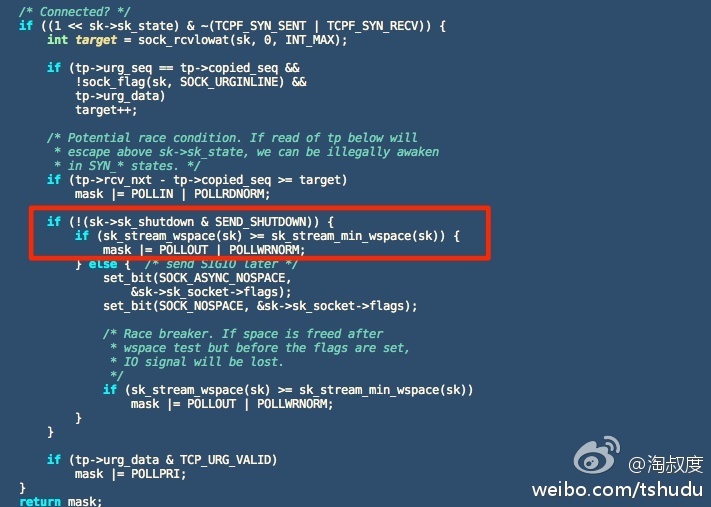 /* Connected? */
if ((1 << sk->sk_state) & ~(TCPF_SYN_SENT | TCPF_SYN_RECV)) {
int target = sock_rcvlowat(sk, 0, INT_MAX);
if (tp->urg_seq == tp->copied_seq &&
!sock_flag(sk, SOCK_URGINLINE) &&
tp->urg_data)
target++;
/* Potential race condition. If read of tp below will
* escape above sk->sk_state, we can be illegally awaken
* in SYN_* states. */
if (tp->rcv_nxt - tp->copied_seq >= target)
mask |= POLLIN | POLLRDNORM;
if (!(sk->sk_shutdown & SEND_SHUTDOWN)) {
if (sk_stream_wspace(sk) >= sk_stream_min_wspace(sk)) {
mask |= POLLOUT | POLLWRNORM;
} else { /* send SIGIO later */
set_bit(SOCK_ASYNC_NOSPACE,
&sk->sk_socket->flags);
set_bit(SOCK_NOSPACE, &sk->sk_socket->flags);
/* Race breaker. If space is freed after
* wspace test but before the flags are set,
* IO signal will be lost.
*/
if (sk_stream_wspace(sk) >= sk_stream_min_wspace(sk))
mask |= POLLOUT | POLLWRNORM;
}
}
if (tp->urg_data & TCP_URG_VALID)
mask |= POLLPRI;
}
return mask;
@淘叔度
weibo.com/tshudu